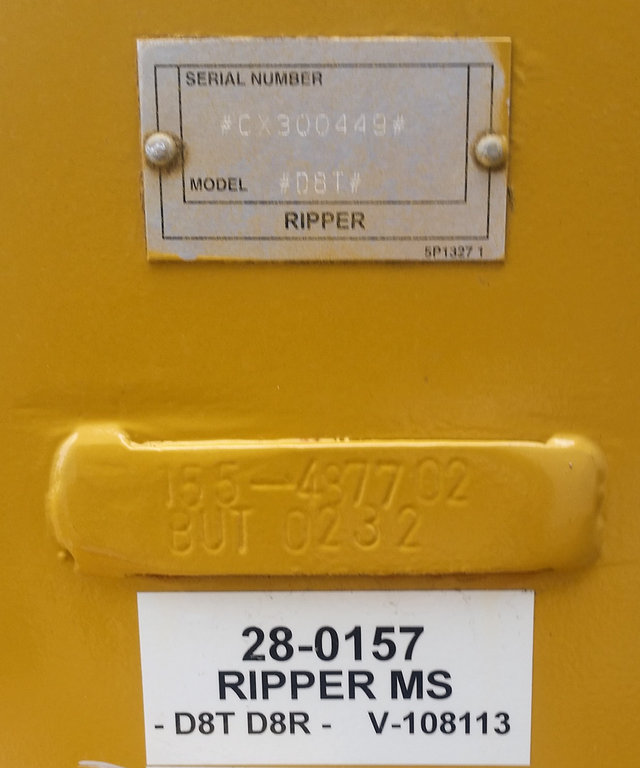 SERIAL NUMBER
#CX300449#
MODEL #D8T#
RIPPER
5P1327 1
155-4877 02
BUT 0232
28-0157
RIPPER MS
- D8T D8R - V-108113